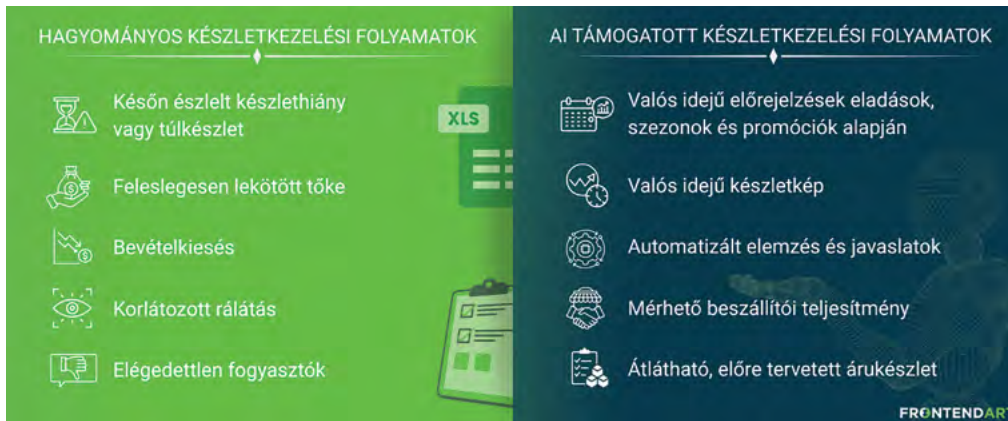 HAGYOMÁNYOS KÉSZLETKEZELÉSI FOLYAMATOK
Későn észlelt készlethiány
vagy túlkészlet
Feleslegesen lekötött tőke
Bevételkiesés
Korlátozott rálátás
Elégedettlen fogyasztók
XLS
AI TÁMOGATOTT KÉSZLETKEZELÉSI FOLYAMATOK
Valós idejű előrejelzések eladások,
szezonok és promóciók alapján
Valós idejű készletkép
Automatizált elemzés és javaslatok
Mérhető beszállítói teljesítmény
Átlátható, előre tervetett árukészlet
FRONTENDART